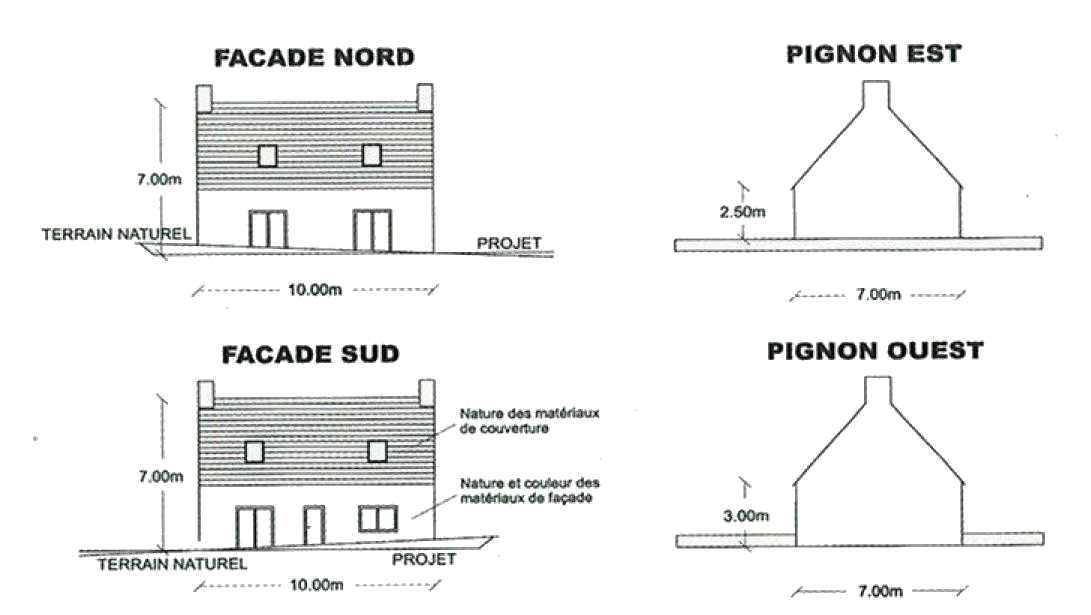 FACADE NORD
PIGNON EST
7.00m
2.50m
TERRAIN NATUREL
PROJET
10.00m
7.00m
FACADE SUD
PIGNON OUEST
Nature des matériaux
de couverture
7.00m
Nature et couleur des
matériaux de façade
3.00m
TERRAIN NATUREL
PROJET
10.00m
7.00m